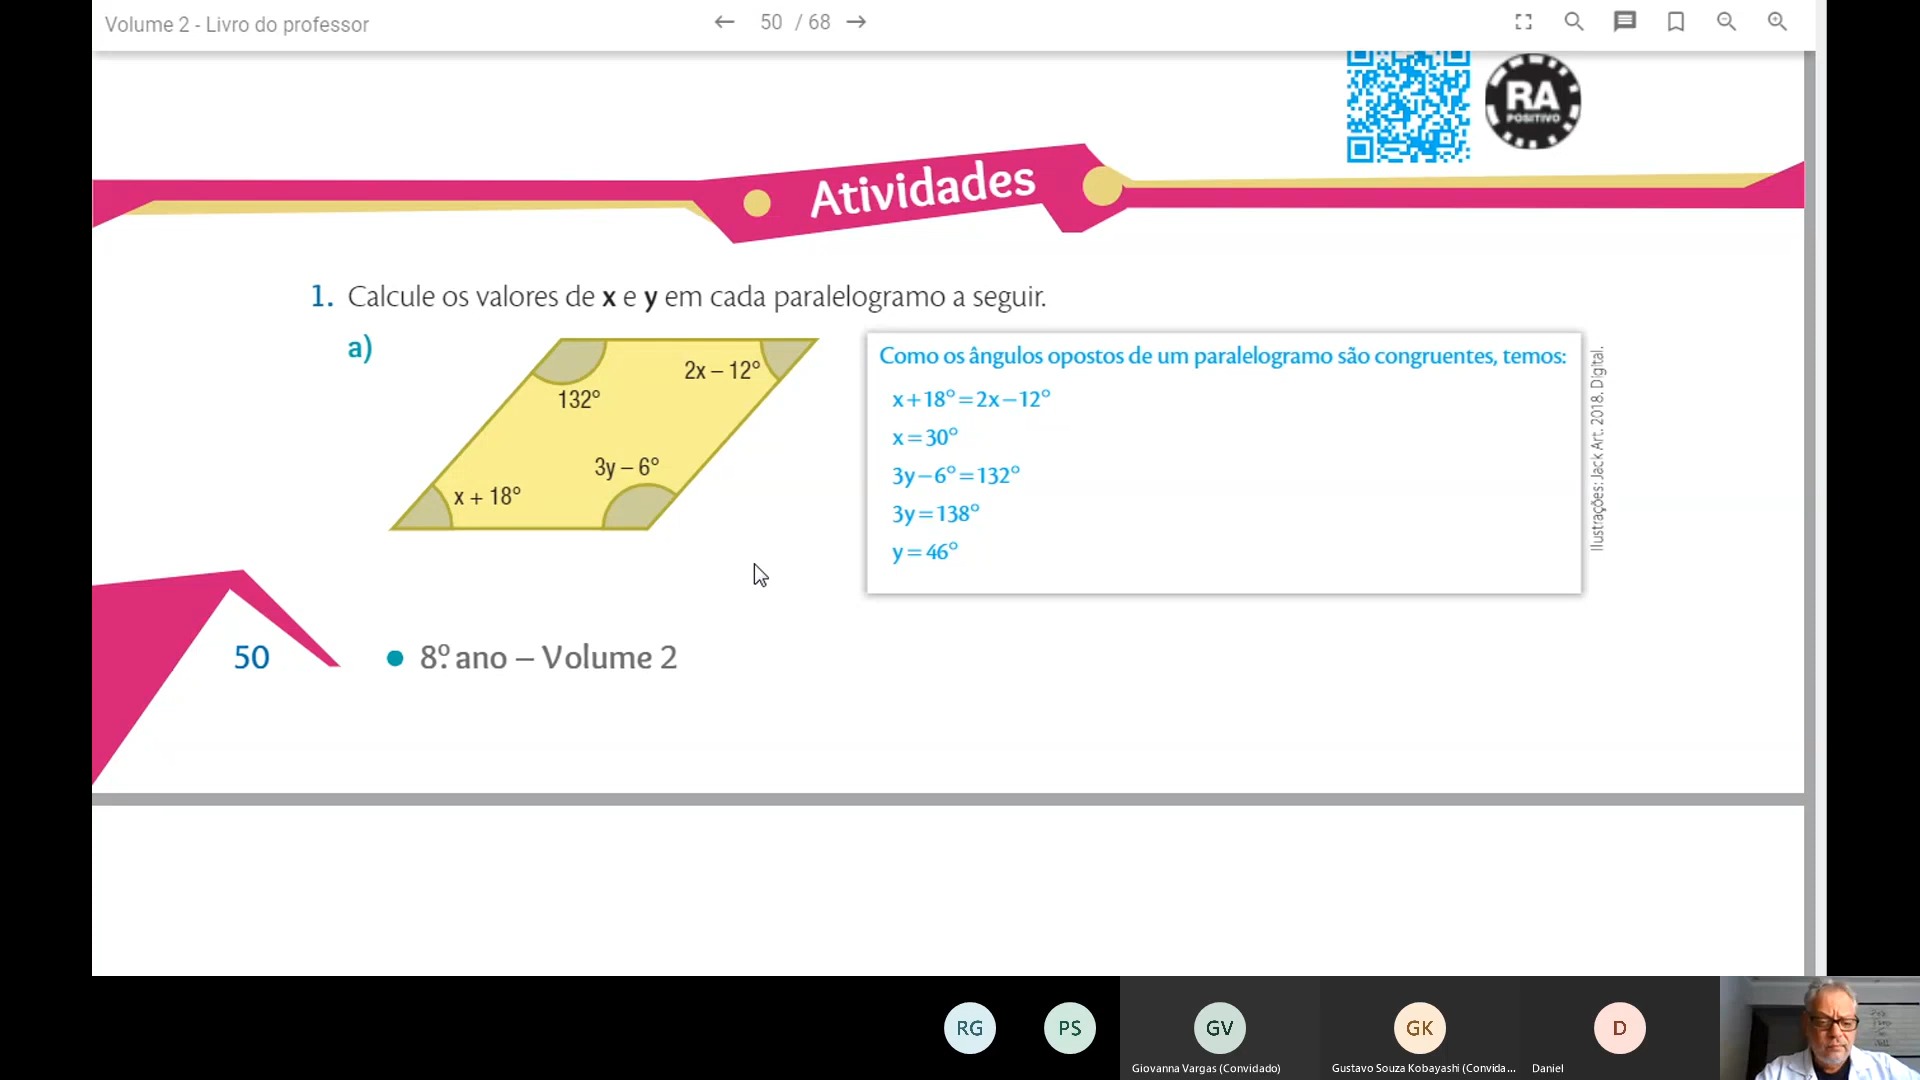 Volume 2 - Livro do professor
50 / 68
RA
POSITIVO
Atividades
1. Calcule os valores de x e y em cada paralelogramo a seguir.
a)
2x – 12°
132°
3y – 6°
x + 18°
Como os ângulos opostos de um paralelogramo são congruentes, temos:
x + 18° = 2x – 12°
x = 30°
3y – 6° = 132°
3y = 138°
y = 46°
Ilustrações: Jack Art. 2018. Digital.
50
8º. ano – Volume 2
RG
PS
GV
GK
D
Giovanna Vargas (Convidado)
Gustavo Souza Kobayashi (Convida...
Daniel